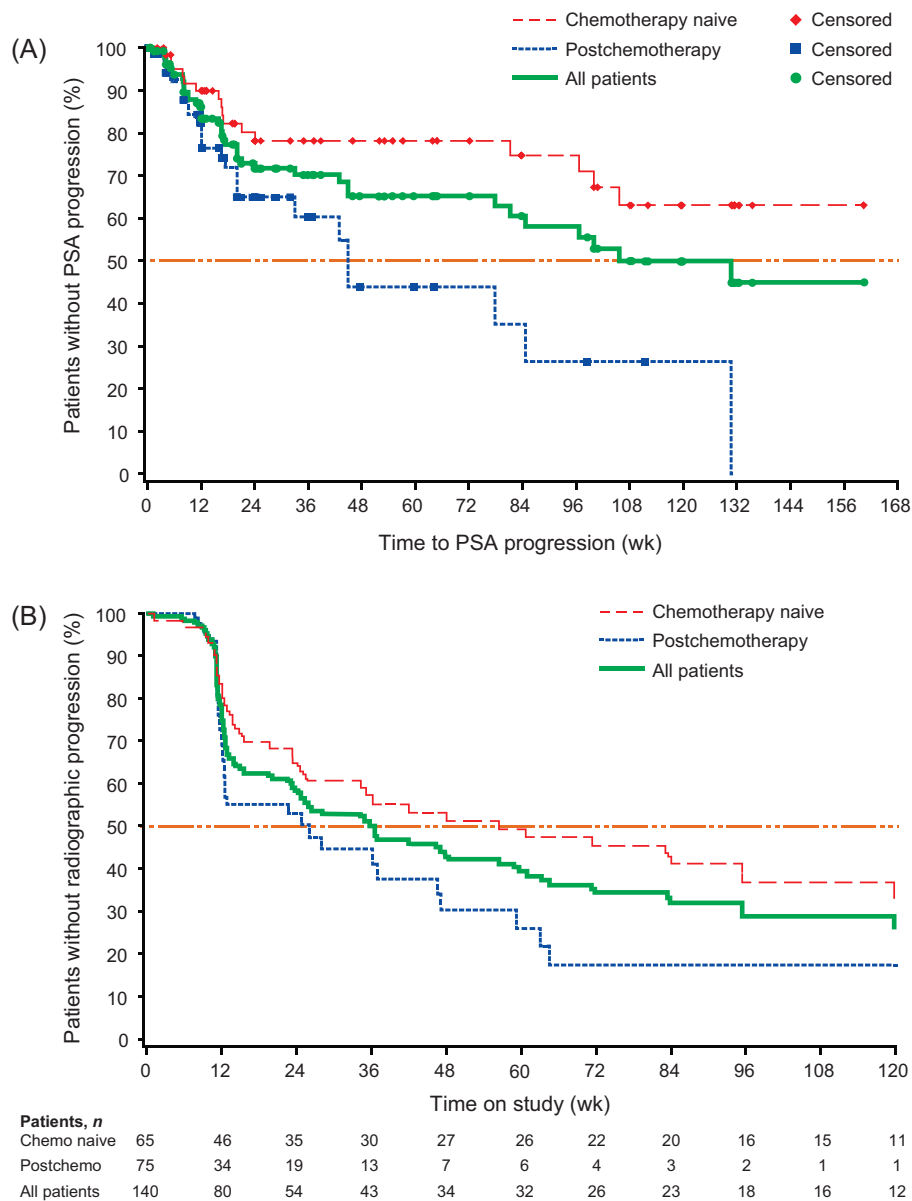 (A)
Chemotherapy naive Censored
Postchemotherapy Censored
All patients Censored
Patients without PSA progression (%)
100
90
80
70
60
50
40
30
20
10
0
0 12 24 36 48 60 72 84 96 108 120 132 144 156 168
Time to PSA progression (wk)
(B)
Chemotherapy naive
Postchemotherapy
All patients
Patients without radiographic progression (%)
100
90
80
70
60
50
40
30
20
10
0
0 12 24 36 48 60 72 84 96 108 120
Time on study (wk)
Patients, n
Chemo naive 65 46 35 30 27 26 22 20 16 15 11
Postchemo 75 34 19 13 7 6 4 3 2 1 1
All patients 140 80 54 43 34 32 26 23 18 16 12